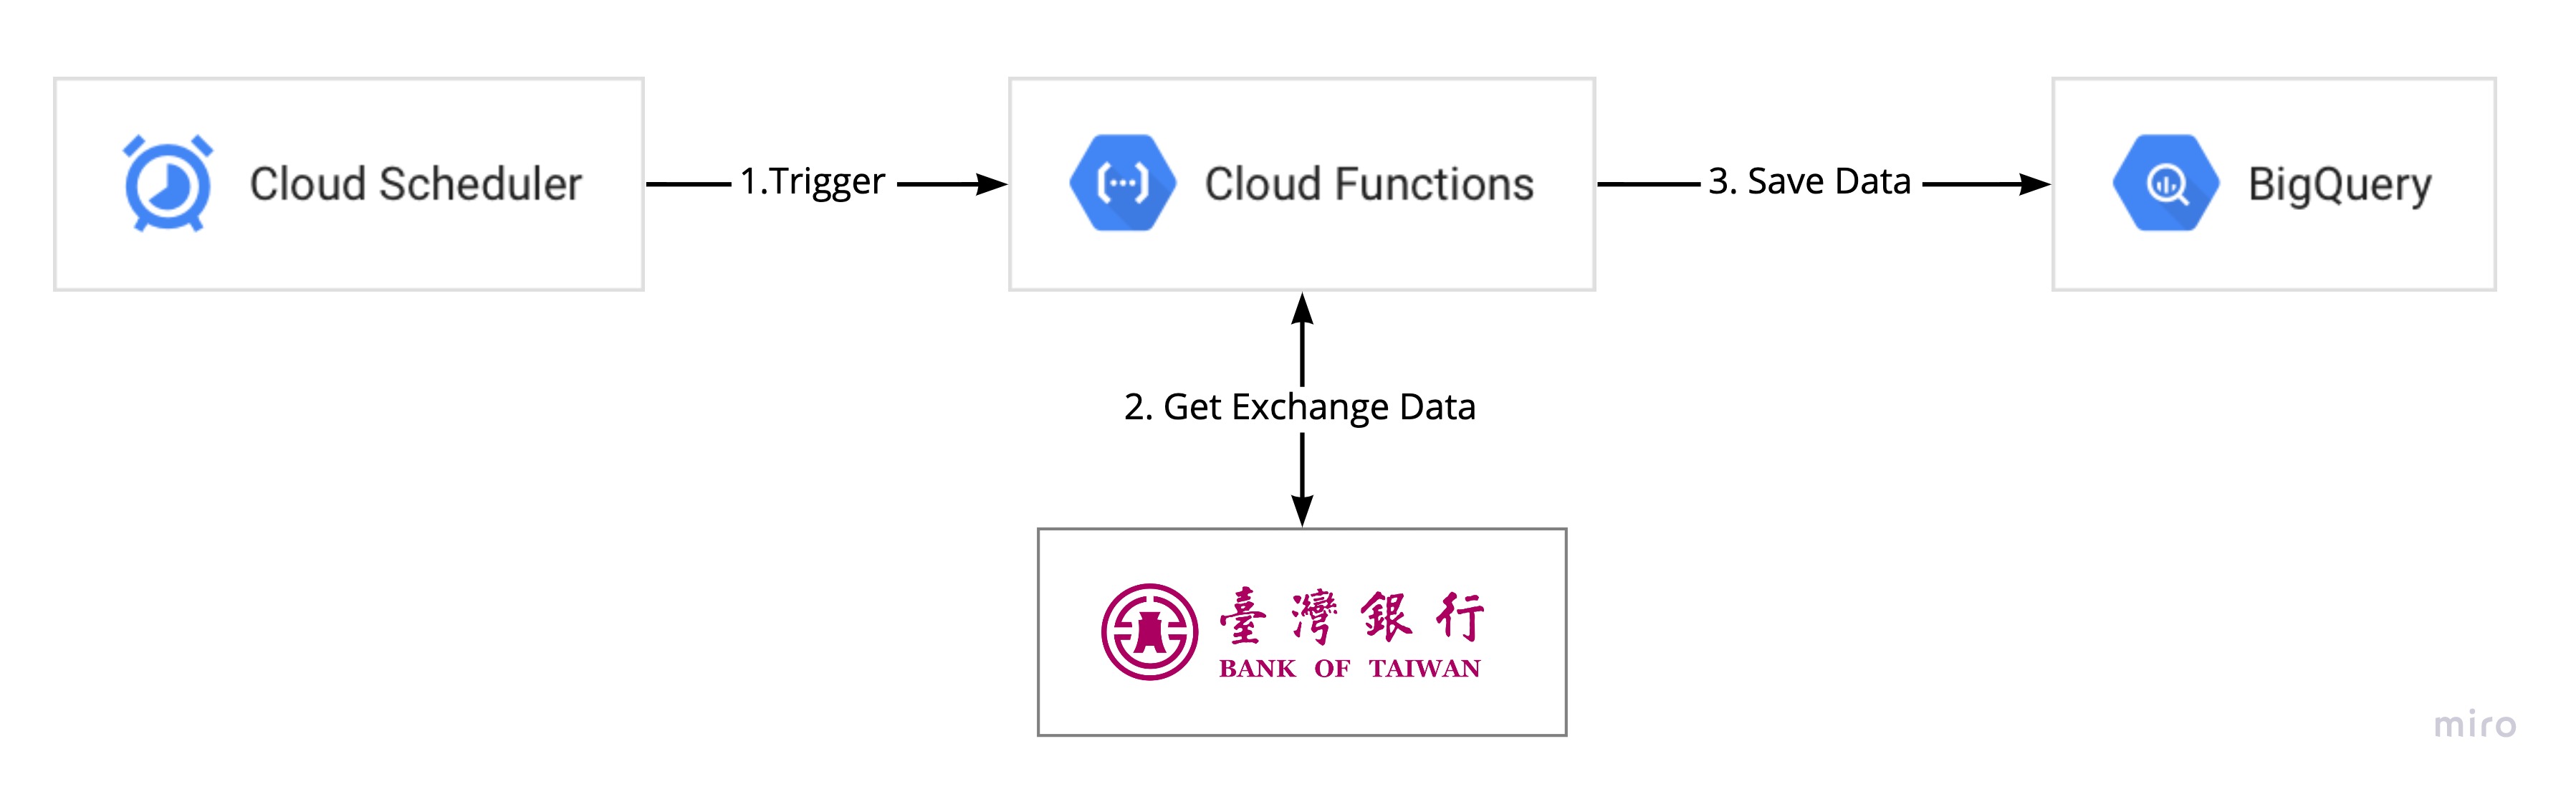 Cloud Scheduler
1.Trigger
Cloud Functions
3. Save Data
BigQuery
2. Get Exchange Data
臺灣銀行
BANK OF TAIWAN
miro